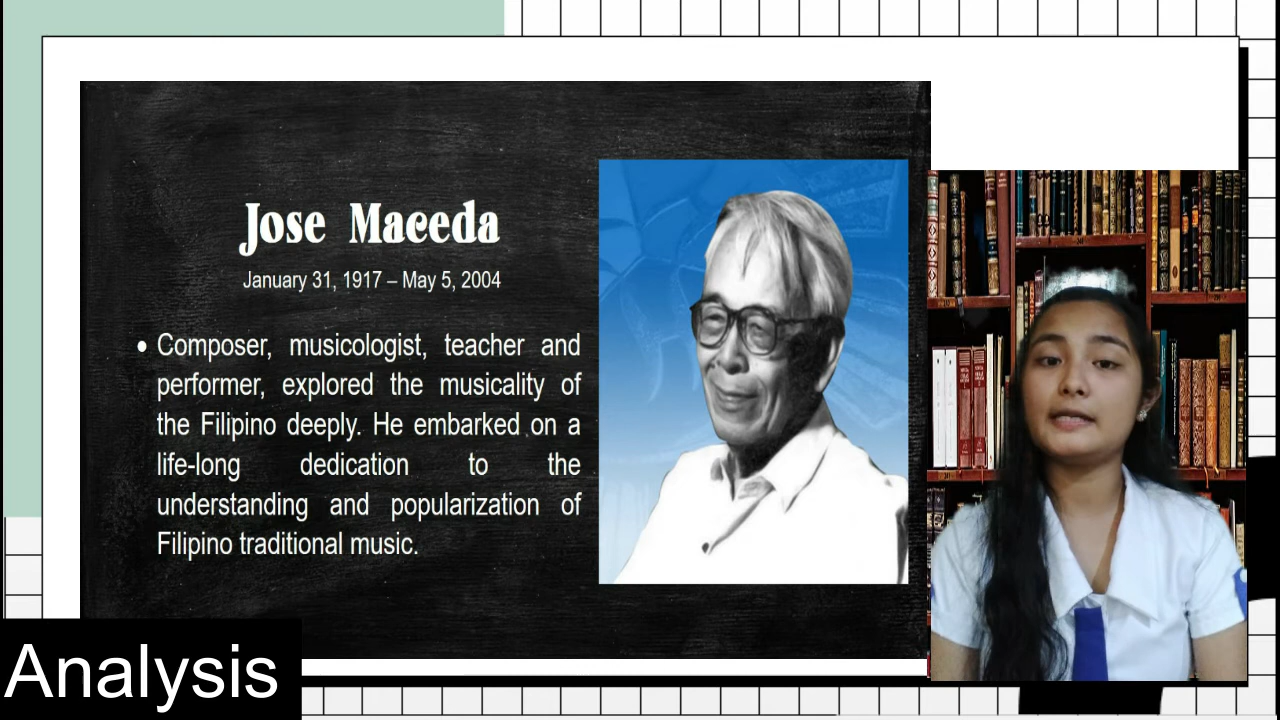 Jose Maceda
January 31, 1917 – May 5, 2004
• Composer, musicologist, teacher and
performer, explored the musicality of
the Filipino deeply. He embarked on a
life-long dedication to the
understanding and popularization of
Filipino traditional music.
Analysis